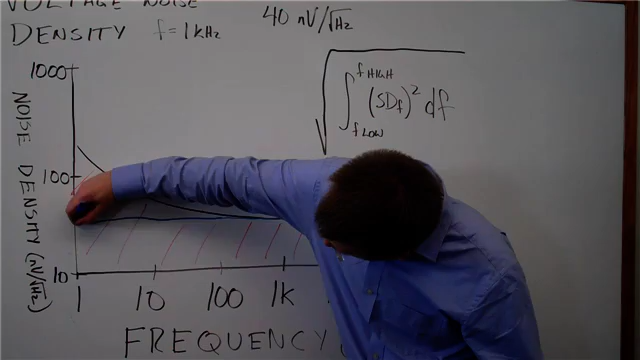 VOLTAGE NOISE
DENSITY f=1kHz 40 nV/√Hz
√∫ f HIGH f LOW (SDf)² df
1000
100
10
NOISE DENSITY (nV/√Hz)
1 10 100 1k
FREQUENCY